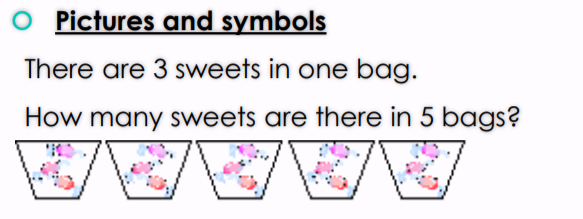 Pictures and symbols
There are 3 sweets in one bag.
How many sweets are there in 5 bags?